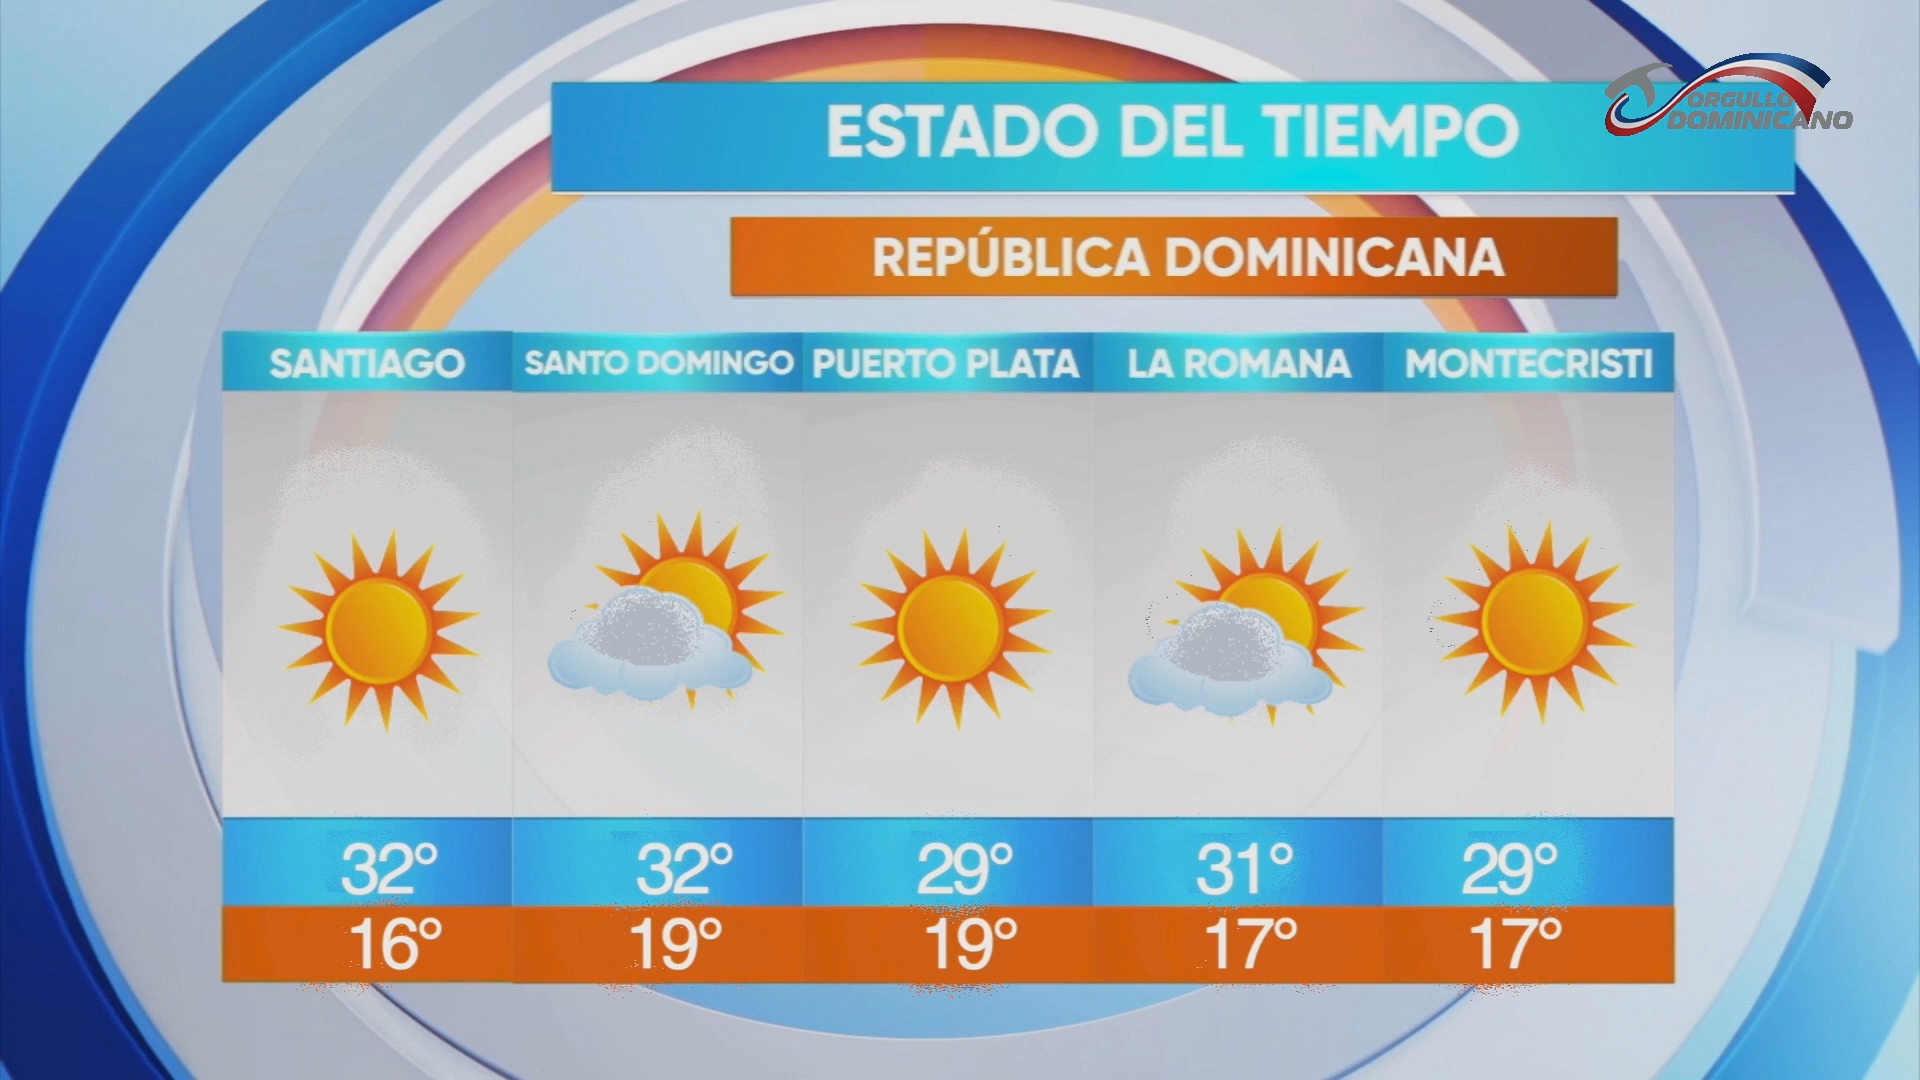 ORGULLO
DOMINICANO
ESTADO DEL TIEMPO
REPÚBLICA DOMINICANA
SANTIAGO SANTO DOMINGO PUERTO PLATA LA ROMANA MONTECRISTI
32° 32° 29° 31° 29°
16° 19° 19° 17° 17°